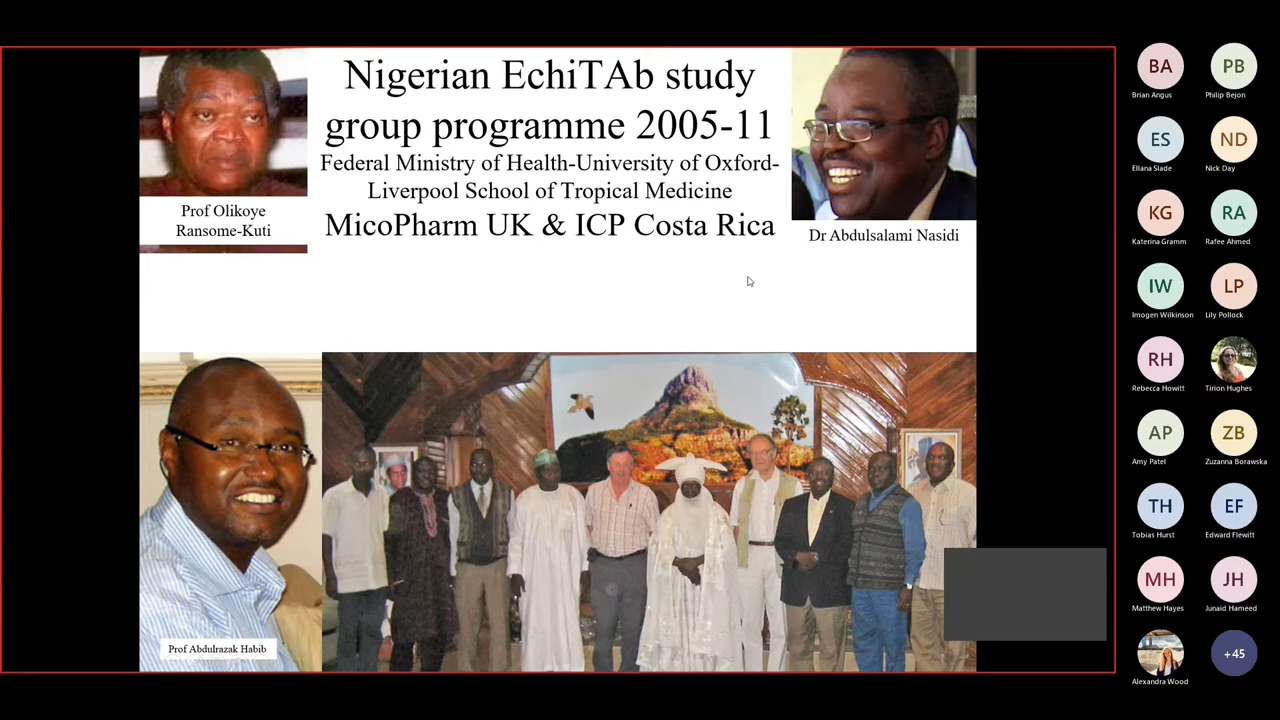 Nigerian EchiTAb study
group programme 2005-11
Federal Ministry of Health-University of Oxford-
Liverpool School of Tropical Medicine
MicoPharm UK & ICP Costa Rica
Prof Olikoye
Ransome-Kuti
Dr Abdulsalami Nasidi
Prof Abdulrazak Habib
BA
Brian Angus
PB
Philip Bejon
ES
Ellana Slade
ND
Nick Day
KG
Katerina Gramm
RA
Rafee Ahmed
IW
Imogen Wilkinson
LP
Lily Pollock
RH
Rebecca Howitt
Tirion Hughes
AP
Amy Patel
ZB
Zuzanna Borawska
TH
Tobias Hurst
EF
Edward Flewitt
MH
Matthew Hayes
JH
Junaid Hameed
Alexandra Wood
+45